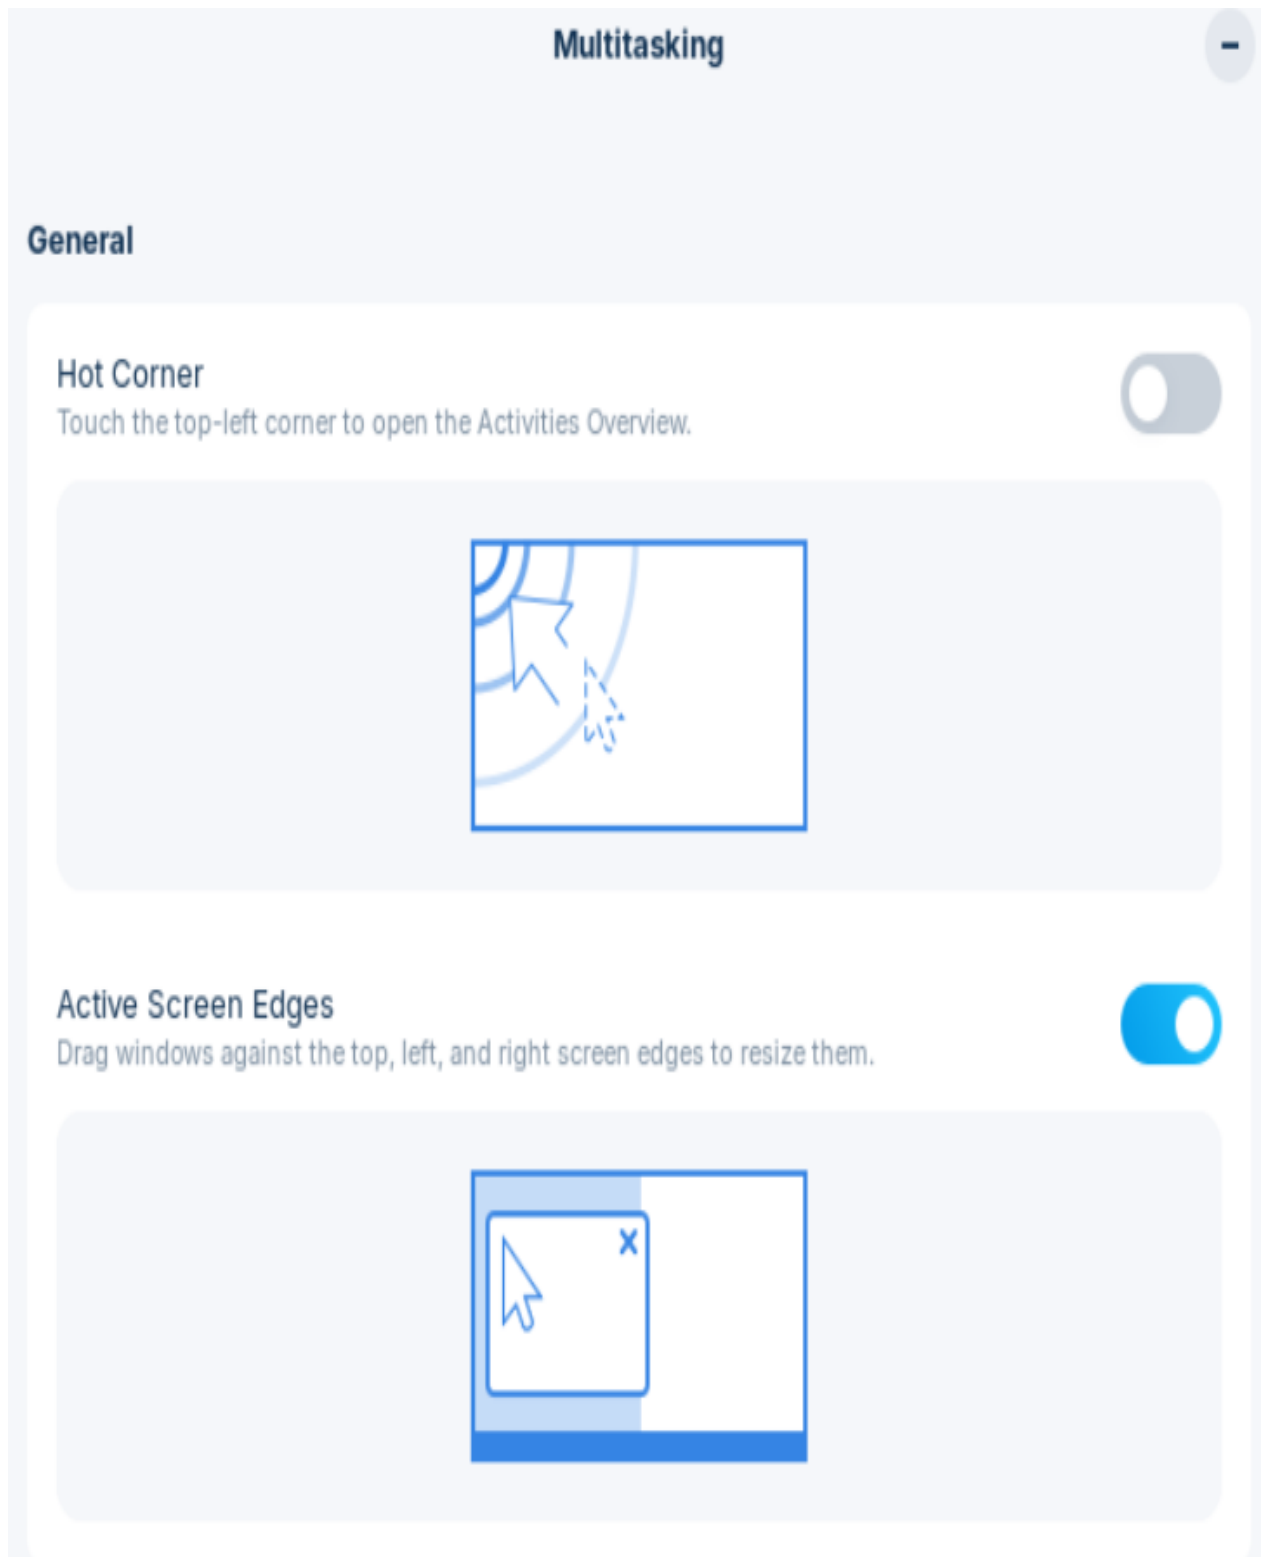 Multitasking
General
Hot Corner
Touch the top-left corner to open the Activities Overview.
Active Screen Edges
Drag windows against the top, left, and right screen edges to resize them.